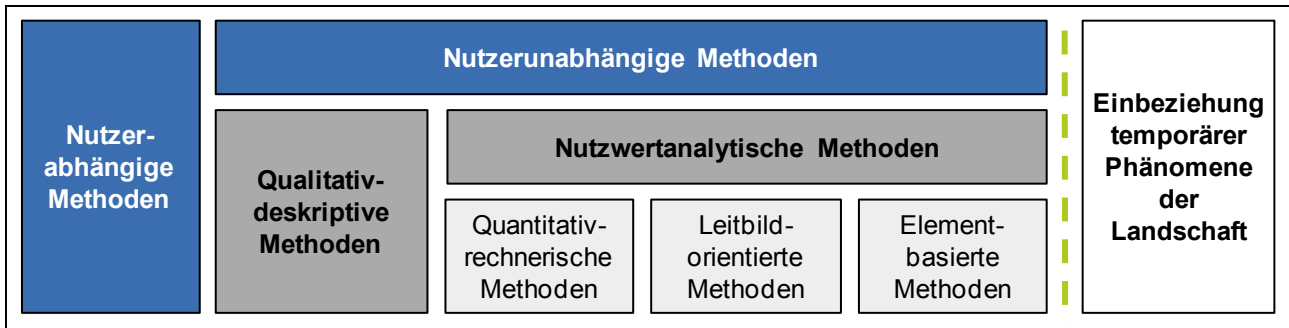 Nutzer-
abhängige
Methoden
Nutzerunabhängige Methoden
Qualitativ-
deskriptive
Methoden
Nutzwertanalytische Methoden
Quantitativ-
rechnerische
Methoden
Leitbild-
orientierte
Methoden
Element-
basierte
Methoden
Einbeziehung
temporärer
Phänomene
der
Landschaft